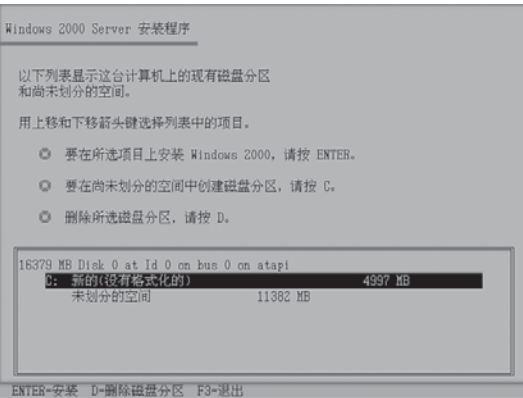 Windows 2000 Server 安装程序
以下列表显示这台计算机上的现有磁盘分区
和尚未划分的空间。
用上移和下移箭头键选择列表中的项目。
要在所选项目上安装 Windows 2000，请按 ENTER。
要在尚未划分的空间中创建磁盘分区，请按 C。
删除所选磁盘分区，请按 D。
16379 MB Disk 0 at Id 0 on bus 0 on atapi
C: 新的(没有格式化的) 4997 MB
未划分的空间 11382 MB
ENTER=安装 D=删除磁盘分区 F3=退出